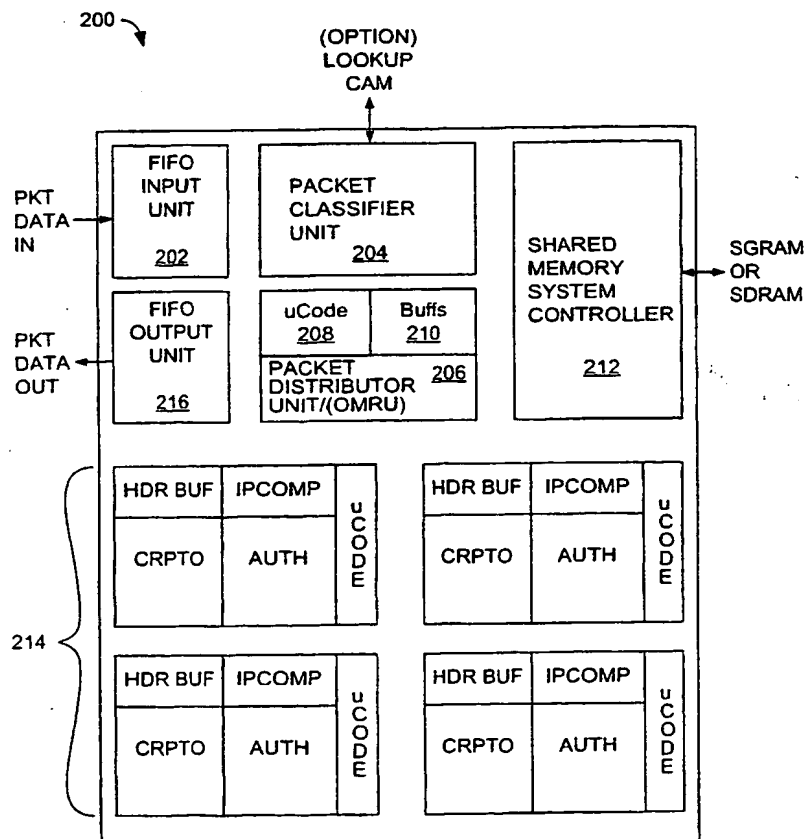 200
(OPTION)
LOOKUP
CAM
PKT
DATA
IN
FIFO
INPUT
UNIT
202
PACKET
CLASSIFIER
UNIT
204
SHARED
MEMORY
SYSTEM
CONTROLLER
212
SGRAM
OR
SDRAM
PKT
DATA
OUT
FIFO
OUTPUT
UNIT
216
uCode
208
Buffs
210
PACKET
DISTRIBUTOR
UNIT/(OMRU)
206
214
HDR BUF
IPCOMP
CRPTO
AUTH
uCODE
HDR BUF
IPCOMP
CRPTO
AUTH
uCODE
HDR BUF
IPCOMP
CRPTO
AUTH
uCODE
HDR BUF
IPCOMP
CRPTO
AUTH
uCODE